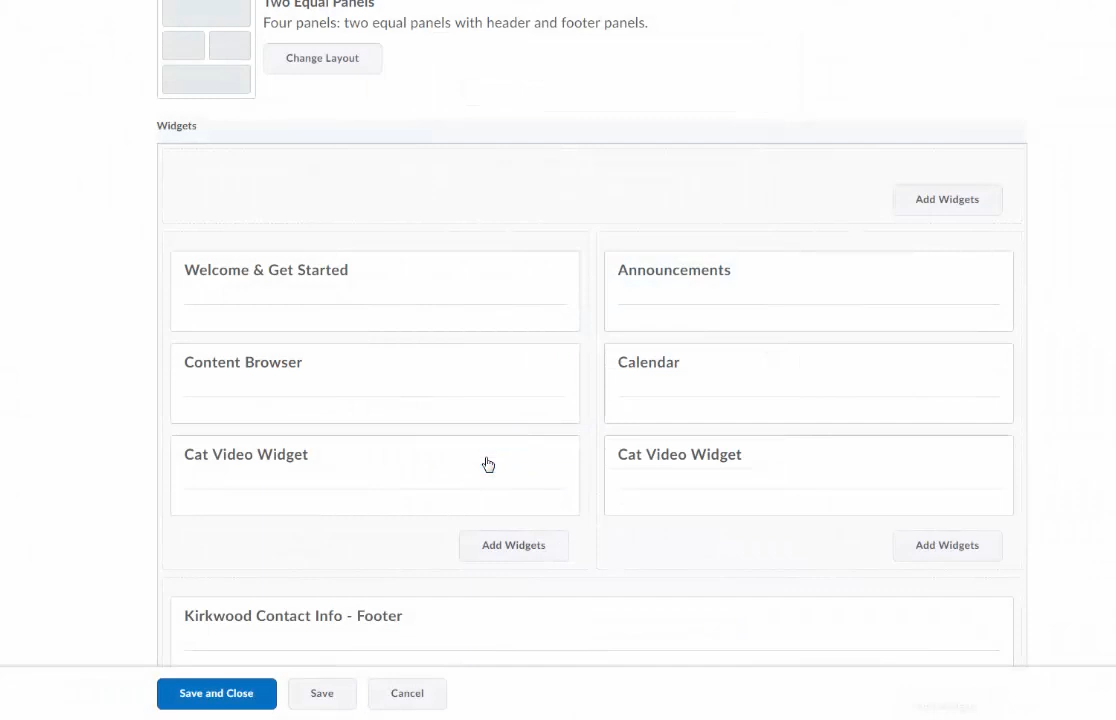 Two Equal Panels
Four panels: two equal panels with header and footer panels.
Change Layout
Widgets
Add Widgets
Welcome & Get Started
Announcements
Content Browser
Calendar
Cat Video Widget
Cat Video Widget
Add Widgets
Add Widgets
Kirkwood Contact Info - Footer
Save and Close
Save
Cancel